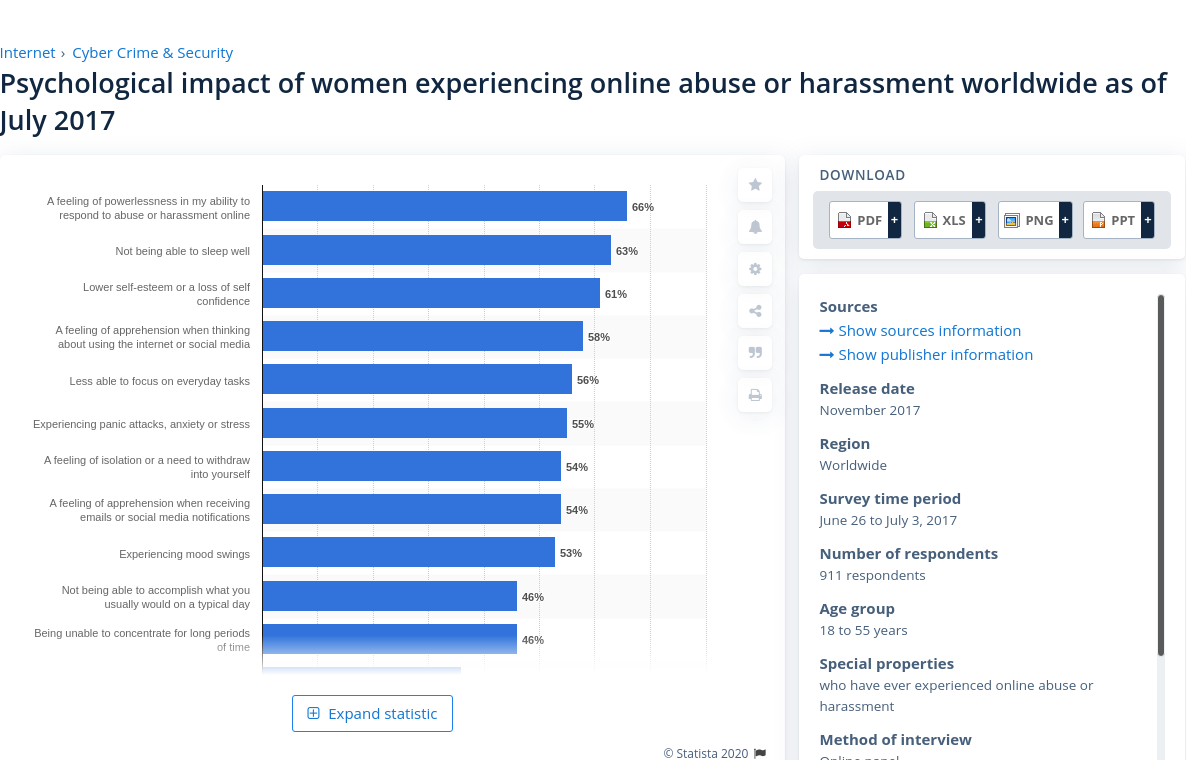 Internet › Cyber Crime & Security
Psychological impact of women experiencing online abuse or harassment worldwide as of
July 2017
A feeling of powerlessness in my ability to
respond to abuse or harassment online
66%
Not being able to sleep well
63%
Lower self-esteem or a loss of self
confidence
61%
A feeling of apprehension when thinking
about using the internet or social media
58%
Less able to focus on everyday tasks
56%
Experiencing panic attacks, anxiety or stress
55%
A feeling of isolation or a need to withdraw
into yourself
54%
A feeling of apprehension when receiving
emails or social media notifications
54%
Experiencing mood swings
53%
Not being able to accomplish what you
usually would on a typical day
46%
Being unable to concentrate for long periods
of time
46%
Expand statistic
© Statista 2020
DOWNLOAD
PDF +
XLS +
PNG +
PPT +
Sources
Show sources information
Show publisher information
Release date
November 2017
Region
Worldwide
Survey time period
June 26 to July 3, 2017
Number of respondents
911 respondents
Age group
18 to 55 years
Special properties
who have ever experienced online abuse or
harassment
Method of interview
Online panel